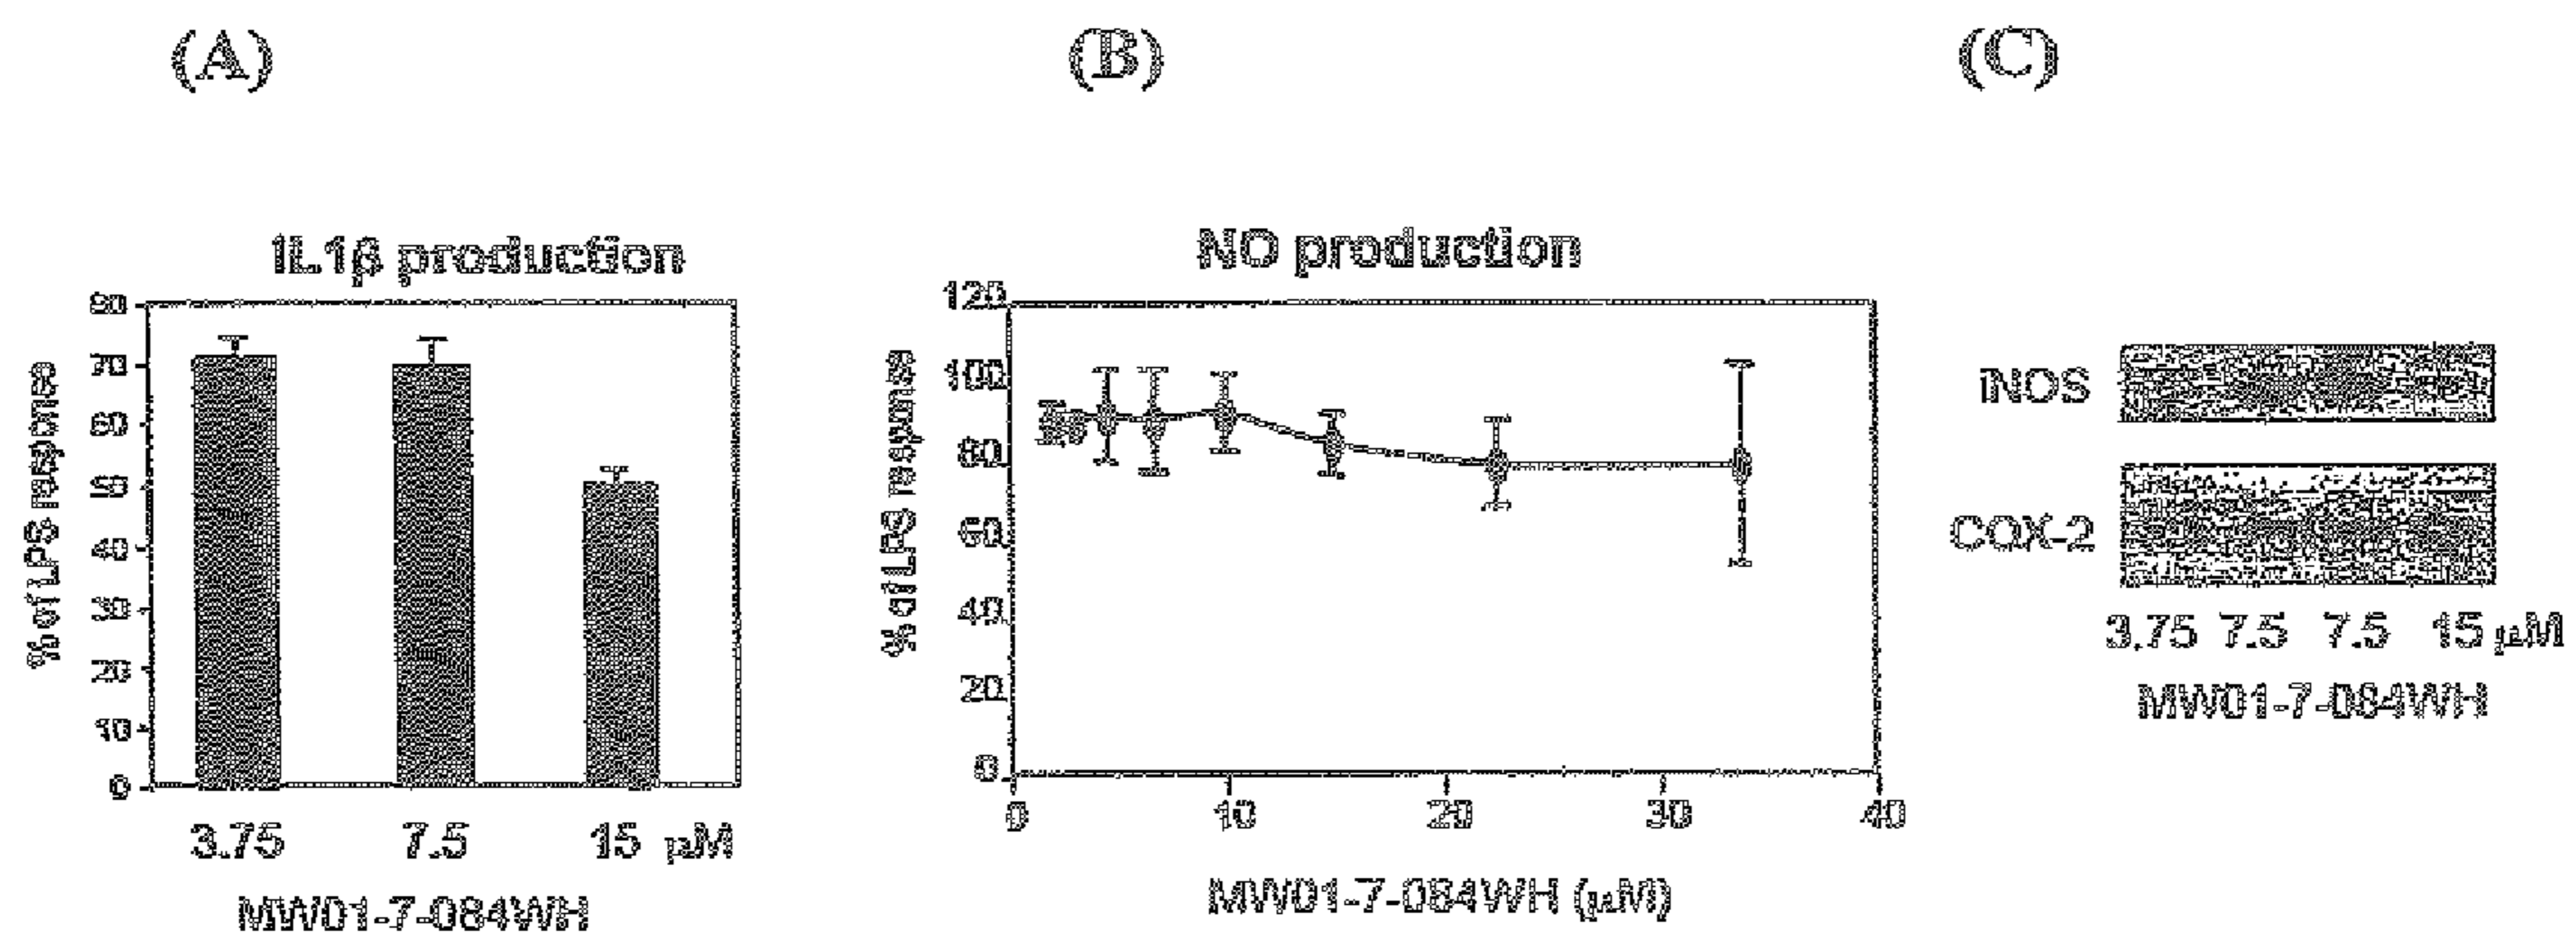 (A)
IL1β production
% of LPS response
80
70
60
50
40
30
20
10
0
3.75 7.5 15 μM
MW01-7-084WH
(B)
NO production
% of LPS response
120
100
80
60
40
20
0
0 10 20 30 40
MW01-7-084WH (μM)
(C)
iNOS
COX-2
3.75 7.5 7.5 15 μM
MW01-7-084WH